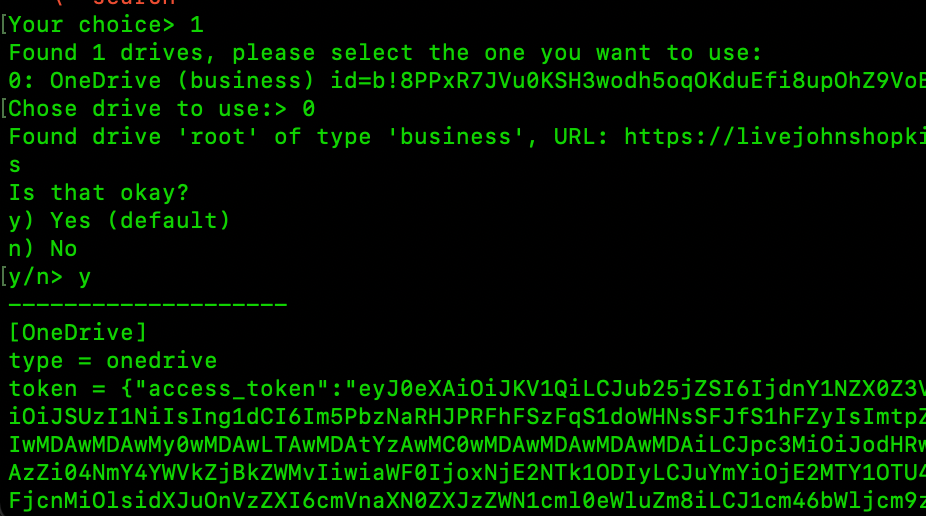 search
[Your choice> 1
Found 1 drives, please select the one you want to use:
0: OneDrive (business) id=b!8PPxR7JVu0KSH3wodh5oqOKduEfi8upOhZ9VoE
[Chose drive to use:> 0
Found drive 'root' of type 'business', URL: https://livejohnshopki
s
Is that okay?
y) Yes (default)
n) No
[y/n> y
--------------------
[OneDrive]
type = onedrive
token = {"access_token":"eyJ0eXAiOiJKV1QiLCJub25jZSI6IjdnY1NZX0Z3V
iOiJSUzI1NiIsIng1dCI6Im5PbzNaRHJPRFhFSzFqS1doWHNsSFJfS1hFZyIsImtpZ
IwMDAwMDAwMy0wMDAwLTAwMDAtYzAwMC0wMDAwMDAwMDAwMDAiLCJpc3MiOiJodHRw
AzZi04NmY4YWVkZjBkZWMvIiwiaWF0IjoxNjE2NTk1ODIyLCJuYmYiOjE2MTY1OTU4
FjcnMiOlsidXJuOnVzZXI6cmVnaXN0ZXJzZWN1cml0eWluZm8iLCJ1cm46bWljcm9z